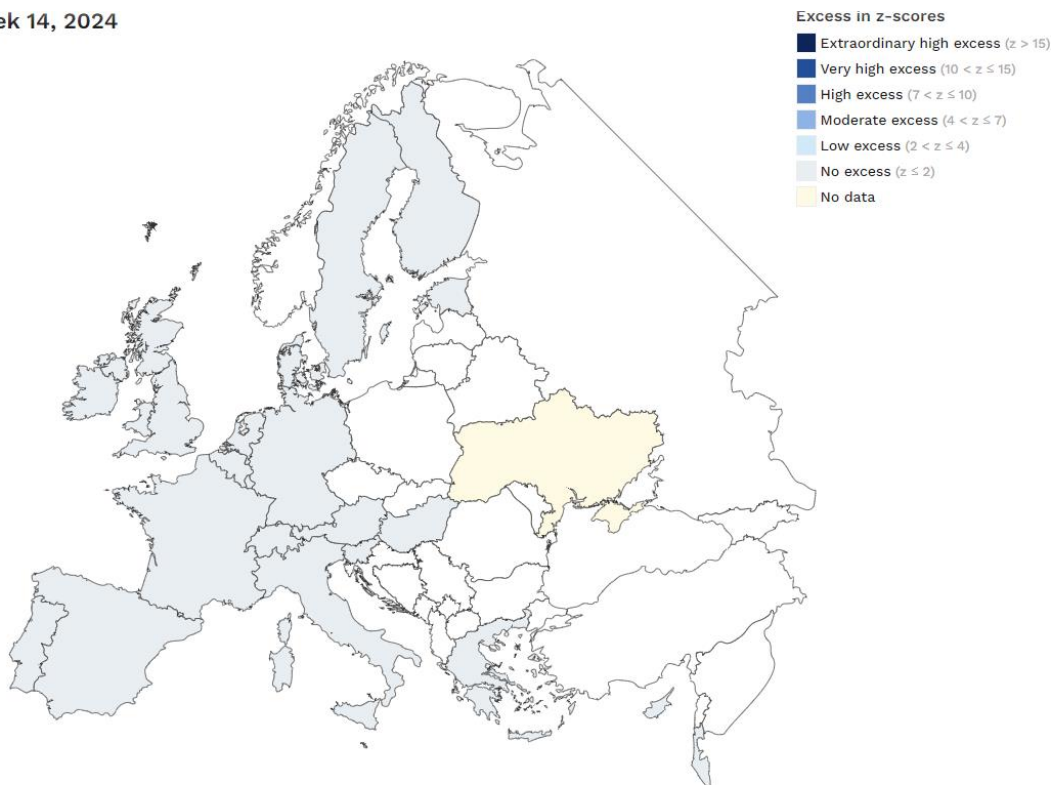 ek 14, 2024
Excess in z-scores
Extraordinary high excess (z > 15)
Very high excess (10 < z ≤ 15)
High excess (7 < z ≤ 10)
Moderate excess (4 < z ≤ 7)
Low excess (2 < z ≤ 4)
No excess (z ≤ 2)
No data